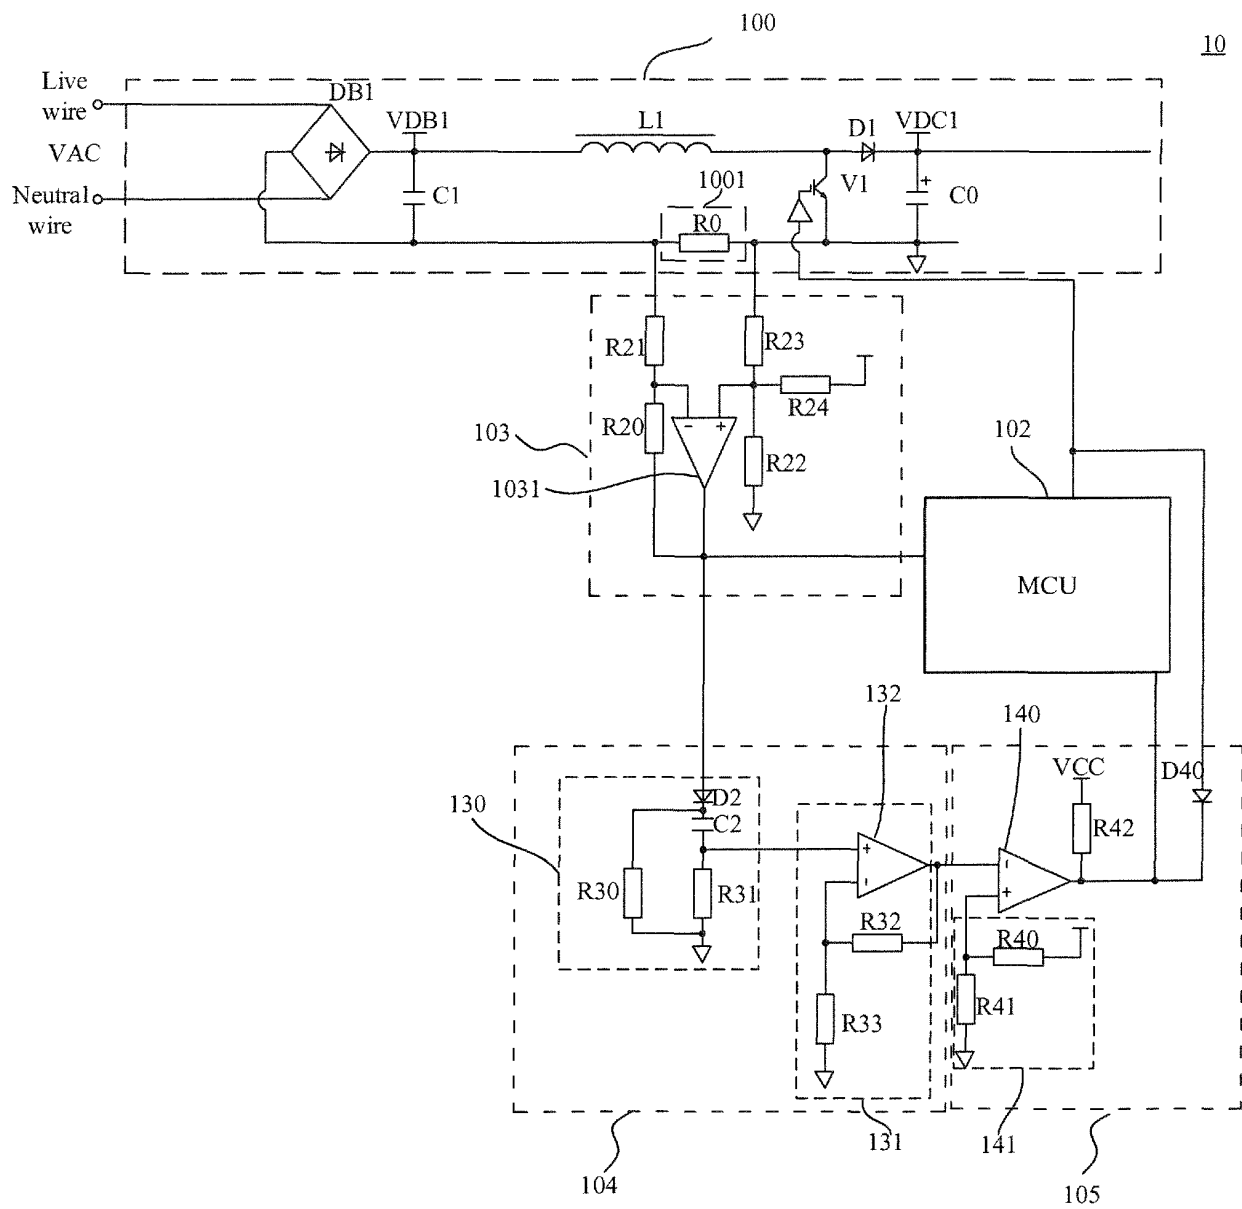 100
10
Live
wire
DB1
VDB1
L1
D1
VDC1
VAC
1001
V1
Neutral
wire
C1
R0
C0
+
R21
R23
R24
R20
-
+
103
R22
102
1031
MCU
132
140
VCC
D40
130
D2
C2
R42
+
-
-
+
R30
R31
R32
R40
R41
R33
131
141
104
105